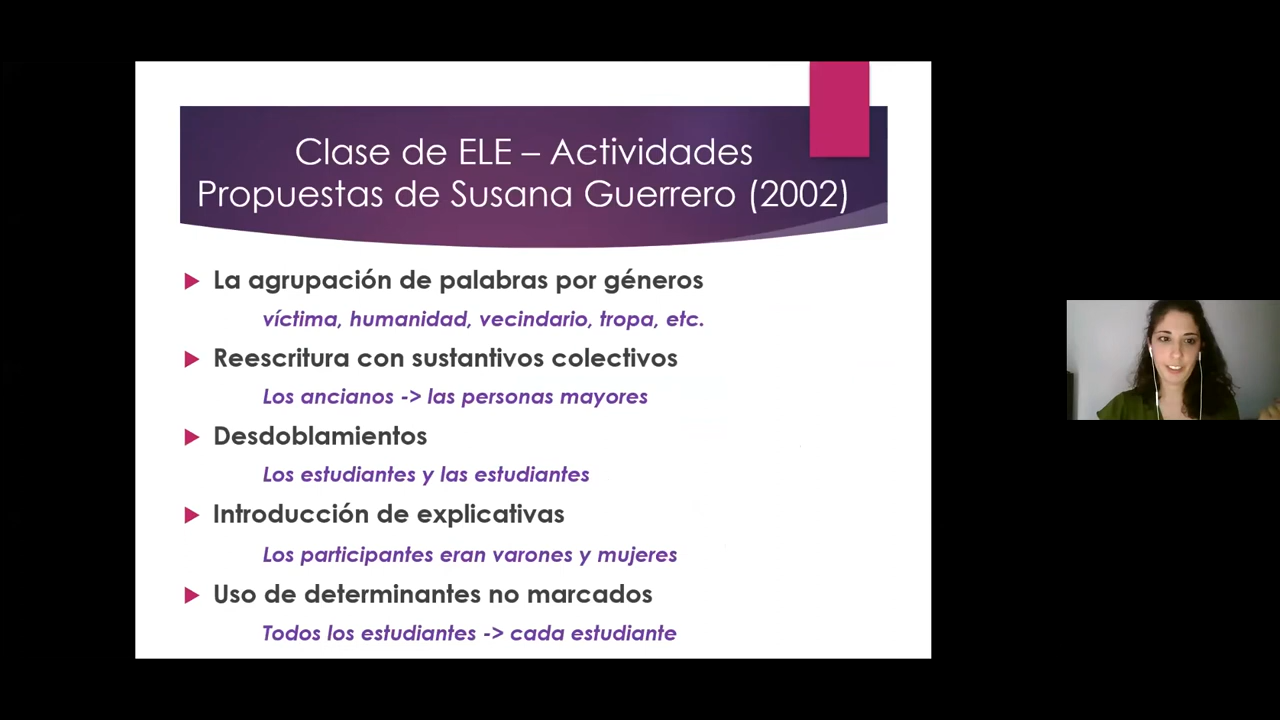 Clase de ELE – Actividades
Propuestas de Susana Guerrero (2002)
La agrupación de palabras por géneros
víctima, humanidad, vecindario, tropa, etc.
Reescritura con sustantivos colectivos
Los ancianos -> las personas mayores
Desdoblamientos
Los estudiantes y las estudiantes
Introducción de explicativas
Los participantes eran varones y mujeres
Uso de determinantes no marcados
Todos los estudiantes -> cada estudiante